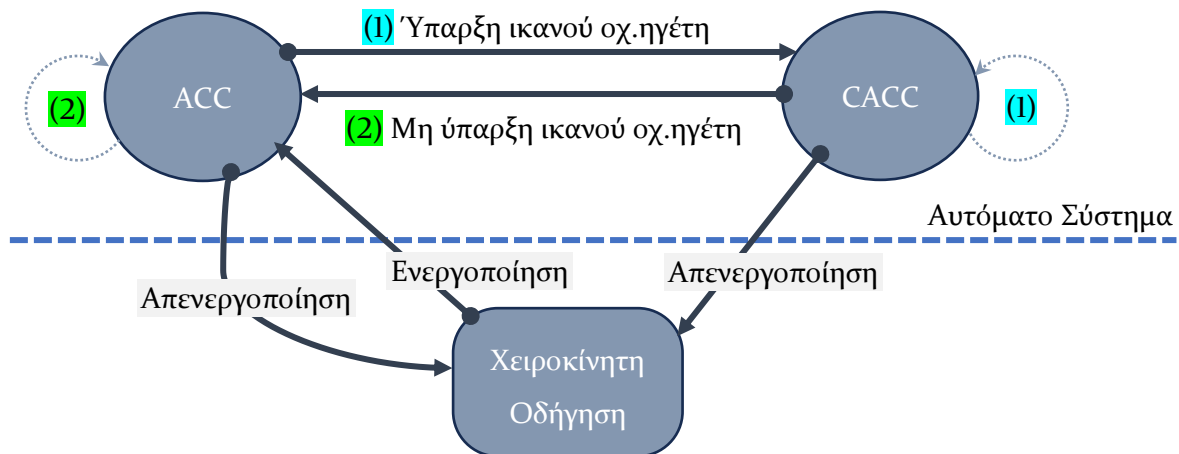 (1) Ύπαρξη ικανού οχ.ηγέτη
(2)
ACC
CACC
(1)
(2) Μη ύπαρξη ικανού οχ.ηγέτη
Αυτόματο Σύστημα
Ενεργοποίηση
Απενεργοποίηση
Απενεργοποίηση
Χειροκίνητη
Οδήγηση